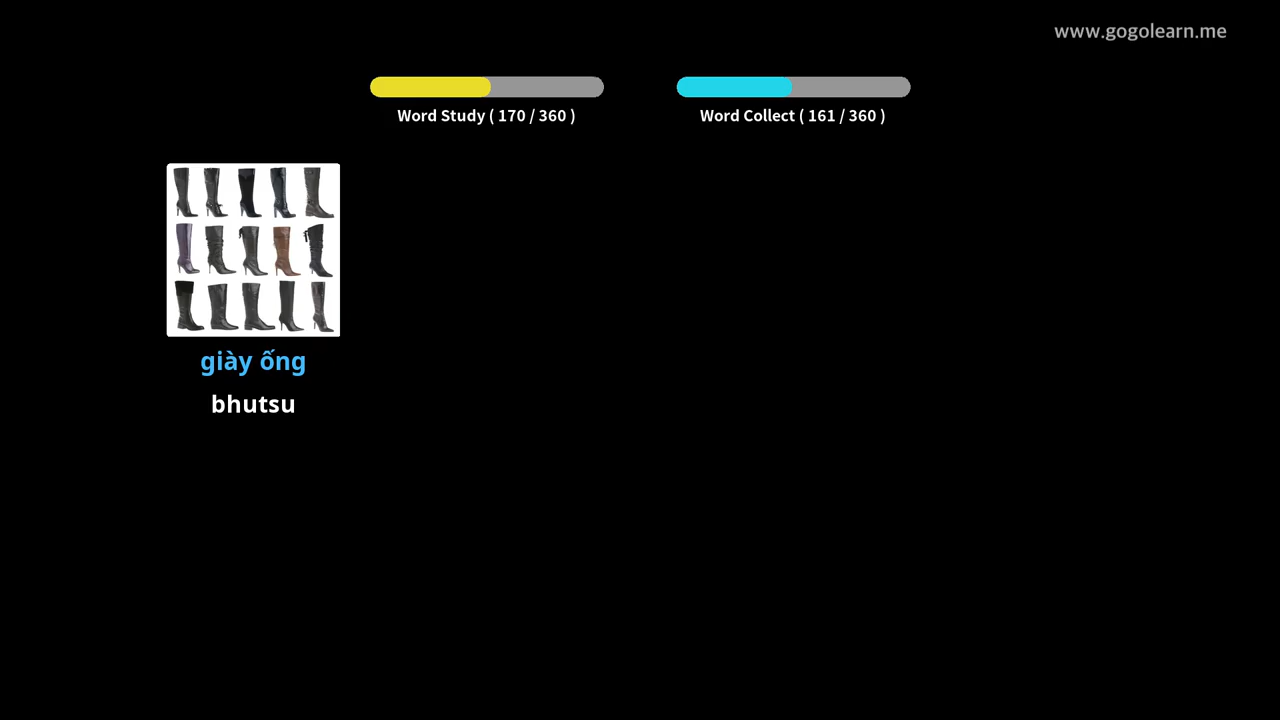 www.gogolearn.me
Word Study ( 170 / 360 )
Word Collect ( 161 / 360 )
giày ống
bhutsu